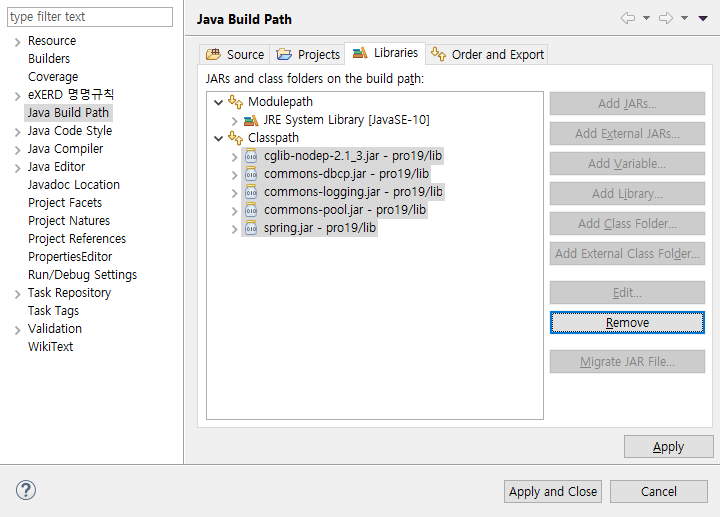 type filter text
Resource
Builders
Coverage
eXERD 명명규칙
Java Build Path
Java Code Style
Java Compiler
Java Editor
Javadoc Location
Project Facets
Project Natures
Project References
PropertiesEditor
Run/Debug Settings
Task Repository
Task Tags
Validation
WikiText
Java Build Path
Source Projects Libraries Order and Export
JARs and class folders on the build path:
Modulepath
JRE System Library [JavaSE-10]
Classpath
cglib-nodep-2.1_3.jar - pro19/lib
commons-dbcp.jar - pro19/lib
commons-logging.jar - pro19/lib
commons-pool.jar - pro19/lib
spring.jar - pro19/lib
Add JARs...
Add External JARs...
Add Variable...
Add Library...
Add Class Folder...
Add External Class Folder...
Edit...
Remove
Migrate JAR File...
Apply
Apply and Close Cancel